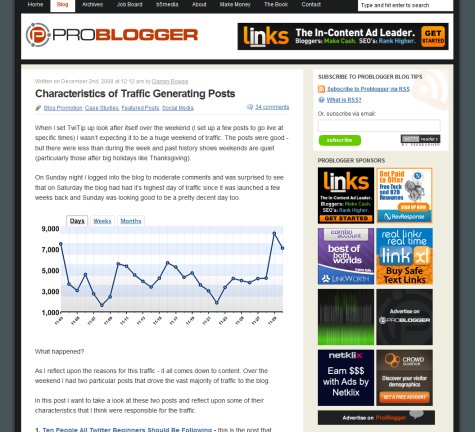 Home Blog Archives Job Board b5media About Make Money The Book Contact
Type and hit enter to search
PROBLOGGER
links The In-Content Ad Leader.
Bloggers: Make Cash. SEO's: Rank Higher.
GET STARTED
Written on December 2nd, 2008 at 12:12 am by Darren Rowse
Characteristics of Traffic Generating Posts
Blog Promotion, Case Studies, Featured Posts, Social Media
34 comments
When I set TwiTip up look after itself over the weekend (I set up a few posts to go live at
specific times) I wasn't expecting it to be a huge weekend of traffic. The posts were good -
but there were less than during the week and past history shows weekends are quiet
(particularly those after big holidays like Thanksgiving).
On Sunday night I logged into the blog to moderate comments and was surprised to see
that on Saturday the blog had had it's highest day of traffic since it was launched a few
weeks back and Sunday was looking good to be a pretty decent day too.
Days Weeks Months
9,000
7,000
5,000
3,000
1,000
What happened?
As I reflect upon the reasons for this traffic - it all comes down to content. Over the
weekend I had two particular posts that drove the vast majority of traffic to the blog.
In this post I want to take a look at these two posts and reflect upon some of their
characteristics that I think were responsible for the traffic.
1. Ten People All Twitter Beginners Should Be Following - this is the post that
SUBSCRIBE TO PROBLOGGER BLOG TIPS
Subscribe to Problogger via RSS
What is RSS?
Or, subscribe via email:
subscribe
readers
BY FEEDBURNER
PROBLOGGER SPONSORS
links
The In-Content Ad Leader.
Bloggers: Make Cash.
SEO's: Rank Higher.
GET STARTED
Got Paid to Offer
Free Tech
and B2B
Resources
SIGN UP NOW
RevResponse
combo
account
best of
both
worlds
LINKWORTH
real links
real time
link xl
Buy Safe
Text Links
Advertise on
PROBLOGGER
netklix
Earn $$$
with Ads by
Netklix
CROWD
SCIENCE
Discover your visitor
demographics
GET A FREE ACCOUNT
Advertise on ProBlogger